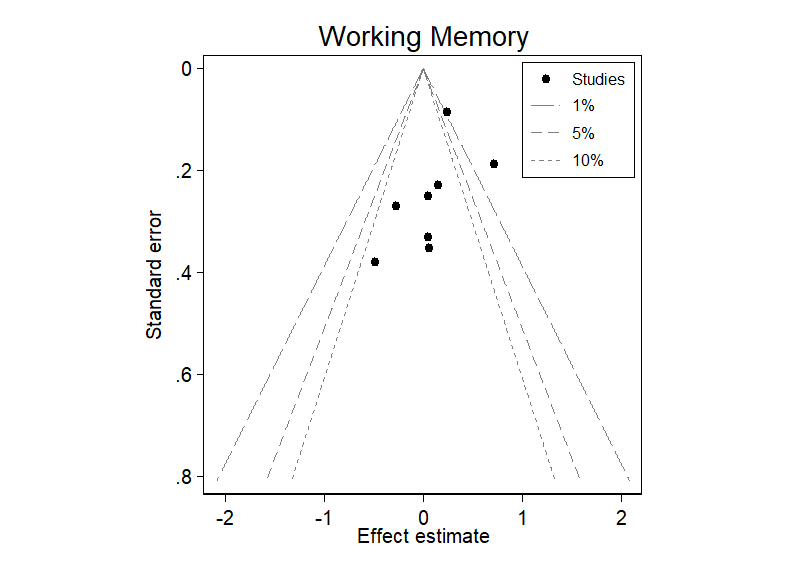 Working Memory
Studies
1%
5%
10%
0
.2
.4
.6
.8
Standard error
-2 -1 0 1 2
Effect estimate